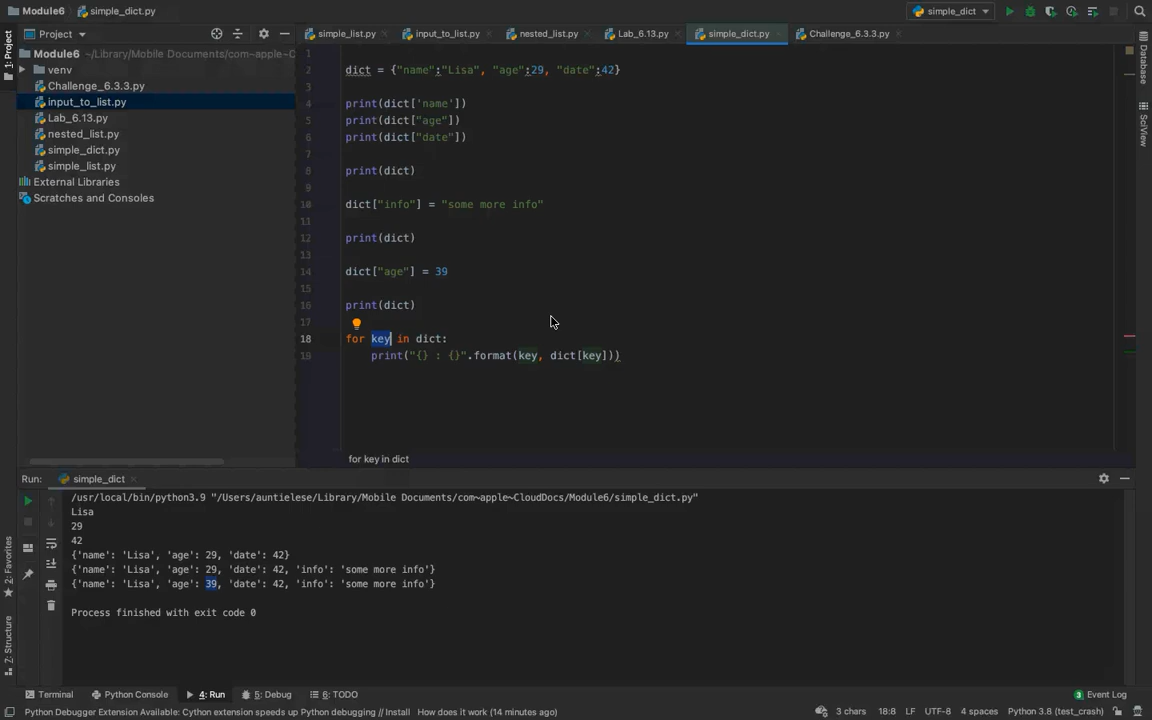 Module6 simple_dict.py simple_dict
1: Project
Project
simple_list.py input_to_list.py nested_list.py Lab_6.13.py simple_dict.py Challenge_6.3.3.py
Module6 ~/Library/Mobile Documents/com~apple~C
venv
Challenge_6.3.3.py
input_to_list.py
Lab_6.13.py
nested_list.py
simple_dict.py
simple_list.py
External Libraries
Scratches and Consoles
1
2 dict = {"name":"Lisa", "age":29, "date":42}
3
4 print(dict['name'])
5 print(dict["age"])
6 print(dict["date"])
7
8 print(dict)
9
10 dict["info"] = "some more info"
11
12 print(dict)
13
14 dict["age"] = 39
15
16 print(dict)
17
18 for key in dict:
19 print("{} : {}".format(key, dict[key]))
for key in dict
Database
SciView
Run: simple_dict
/usr/local/bin/python3.9 "/Users/auntielese/Library/Mobile Documents/com~apple~CloudDocs/Module6/simple_dict.py"
Lisa
29
42
{'name': 'Lisa', 'age': 29, 'date': 42}
{'name': 'Lisa', 'age': 29, 'date': 42, 'info': 'some more info'}
{'name': 'Lisa', 'age': 39, 'date': 42, 'info': 'some more info'}
Process finished with exit code 0
2: Favorites
Z: Structure
Terminal Python Console 4: Run 5: Debug 6: TODO 3 Event Log
Python Debugger Extension Available: Cython extension speeds up Python debugging // Install How does it work (14 minutes ago) 3 chars 18:8 LF UTF-8 4 spaces Python 3.8 (test_crash)